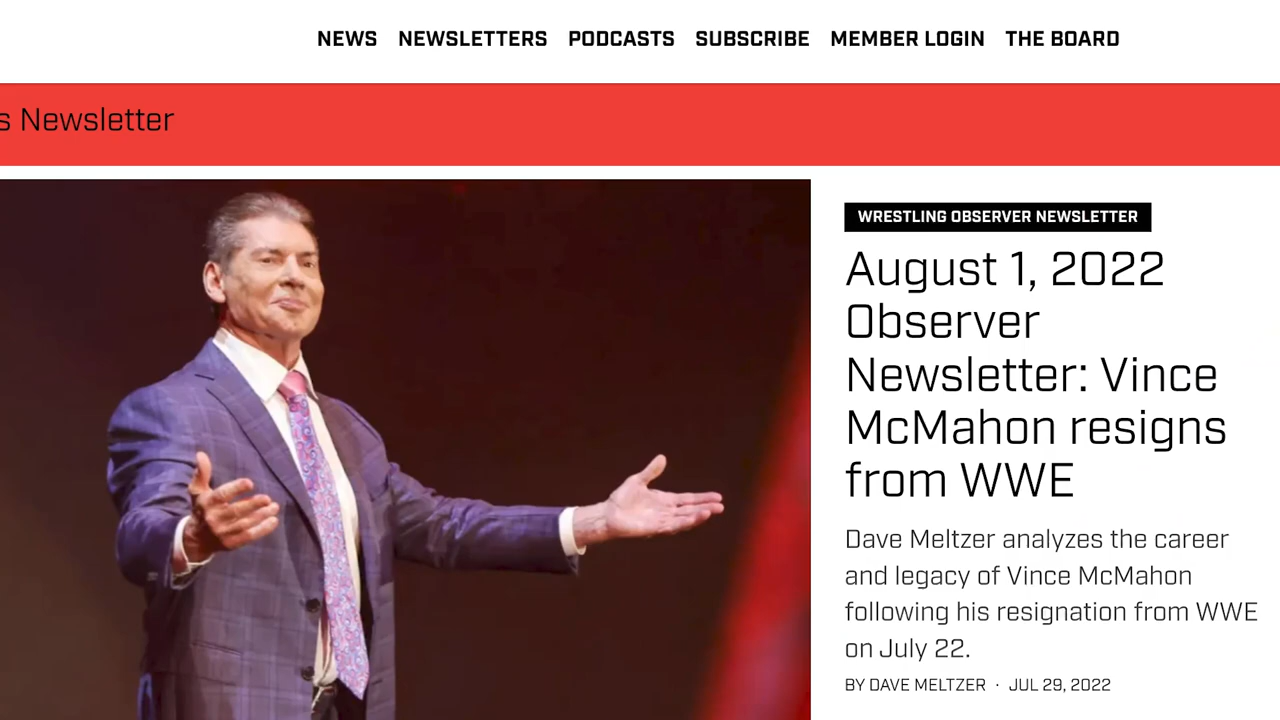 NEWS NEWSLETTERS PODCASTS SUBSCRIBE MEMBER LOGIN THE BOARD
s Newsletter
WRESTLING OBSERVER NEWSLETTER
August 1, 2022
Observer
Newsletter: Vince
McMahon resigns
from WWE
Dave Meltzer analyzes the career
and legacy of Vince McMahon
following his resignation from WWE
on July 22.
BY DAVE MELTZER · JUL 29, 2022